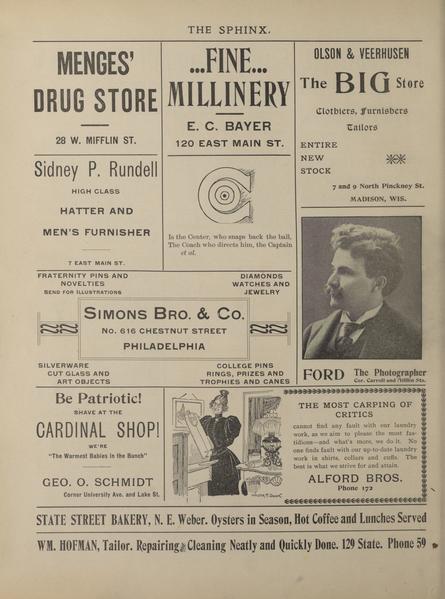 THE SPHINX.
MENGES'
DRUG STORE
28 W. MIFFLIN ST.
...FINE...
MILLINERY
E. C. BAYER
120 EAST MAIN ST.
OLSON & VEERHUSEN
The BIG Store
Clothiers, Furnishers
Tailors
ENTIRE
NEW
STOCK
7 and 9 North Pinckney St.
MADISON, WIS.
Sidney P. Rundell
HIGH CLASS
HATTER AND
MEN'S FURNISHER
7 EAST MAIN ST.
Is the Center, who snaps back the ball,
The Coach who directs him, the Captain
et al.
FRATERNITY PINS AND
NOVELTIES
SEND FOR ILLUSTRATIONS
DIAMONDS
WATCHES AND
JEWELRY
SIMONS BRO. & CO.
No. 616 CHESTNUT STREET
PHILADELPHIA
SILVERWARE
CUT GLASS AND
ART OBJECTS
COLLEGE PINS
RINGS, PRIZES AND
TROPHIES AND CANES
FORD The Photographer
Cor. Carroll and Mifflin Sts.
Be Patriotic!
SHAVE AT THE
CARDINAL SHOP!
WE'RE
"The Warmest Babies in the Bunch"
GEO. O. SCHMIDT
Corner University Ave. and Lake St.
THE MOST CARPING OF
CRITICS
cannot find any fault with our laundry
work, as we aim to please the most fas-
tidious—and what's more, we do it. No
one finds fault with our up-to-date laundry
work in shirts, collars and cuffs. The
best is what we strive for and attain.
ALFORD BROS.
Phone 172
STATE STREET BAKERY, N. E. Weber. Oysters in Season, Hot Coffee and Lunches Served
WM. HOFMAN, Tailor. Repairing and Cleaning Neatly and Quickly Done. 129 State. Phone 59